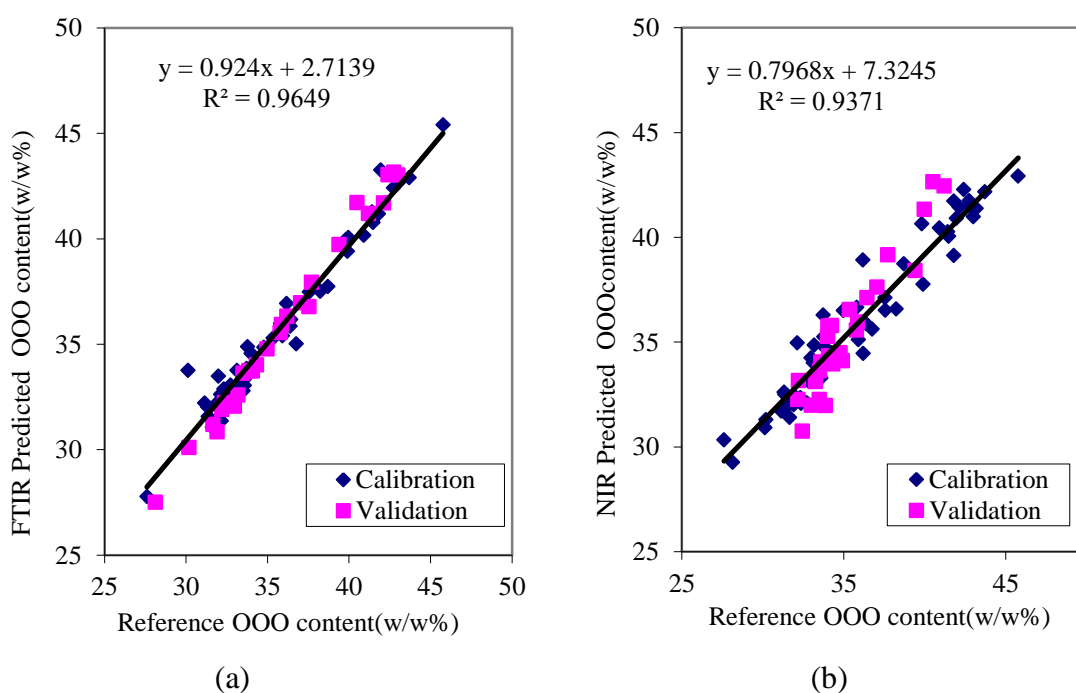 50
45
40
35
30
25
FTIR Predicted OOO content(w/w%)
y = 0.924x + 2.7139
R² = 0.9649
Calibration
Validation
25 30 35 40 45 50
Reference OOO content(w/w%)
(a)
50
45
40
35
30
25
NIR Predicted OOOcontent(w/w%)
y = 0.7968x + 7.3245
R² = 0.9371
Calibration
Validation
25 35 45
Reference OOO content(w/w%)
(b)